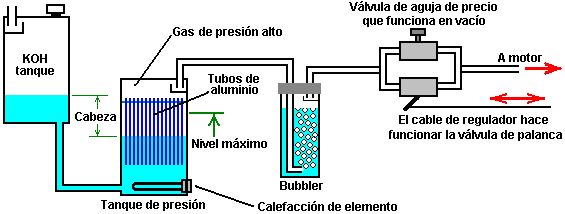 Válvula de aguja de precio
que funciona en vacío
Gas de presión alto
KOH
tanque
A motor
Tubos de
aluminio
Cabeza
El cable de regulador hace
funcionar la válvula de palanca
Nivel máximo
Bubbler
Tanque de presión
Calefacción de elemento